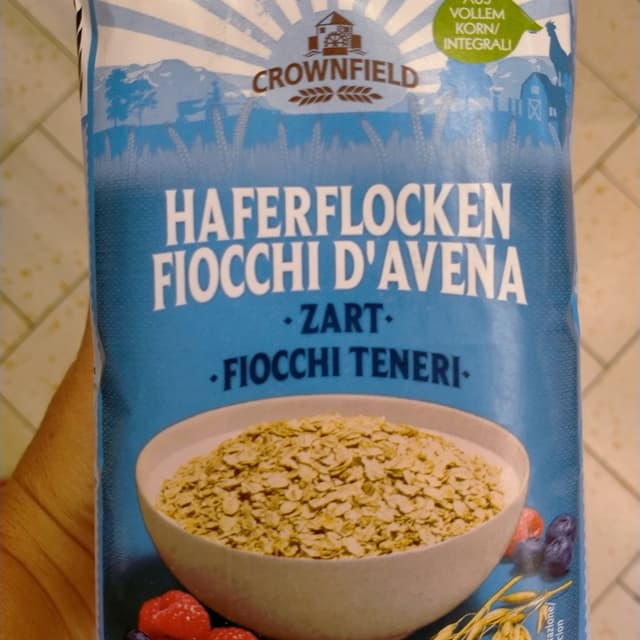 AUS
VOLLEM
KORN/
INTEGRALI
CROWNFIELD
HAFERFLOCKEN
FIOCCHI D'AVENA
· ZART ·
· FIOCCHI TENERI ·